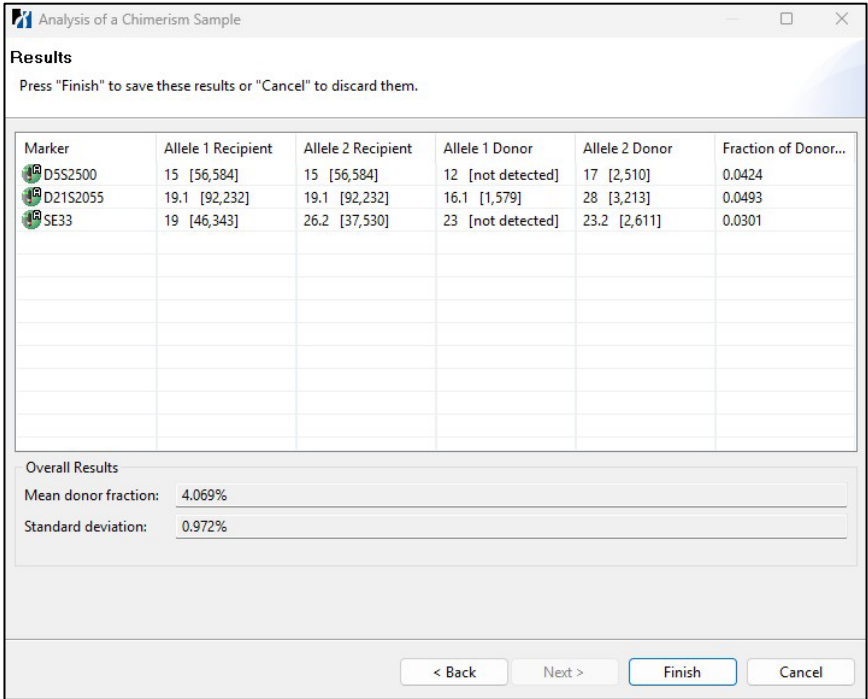 Analysis of a Chimerism Sample
Results
Press "Finish" to save these results or "Cancel" to discard them.
Marker Allele 1 Recipient Allele 2 Recipient Allele 1 Donor Allele 2 Donor Fraction of Donor...
D5S2500 15 [56,584] 15 [56,584] 12 [not detected] 17 [2,510] 0.0424
D21S2055 19.1 [92,232] 19.1 [92,232] 16.1 [1,579] 28 [3,213] 0.0493
SE33 19 [46,343] 26.2 [37,530] 23 [not detected] 23.2 [2,611] 0.0301
Overall Results
Mean donor fraction: 4.069%
Standard deviation: 0.972%
< Back Next > Finish Cancel